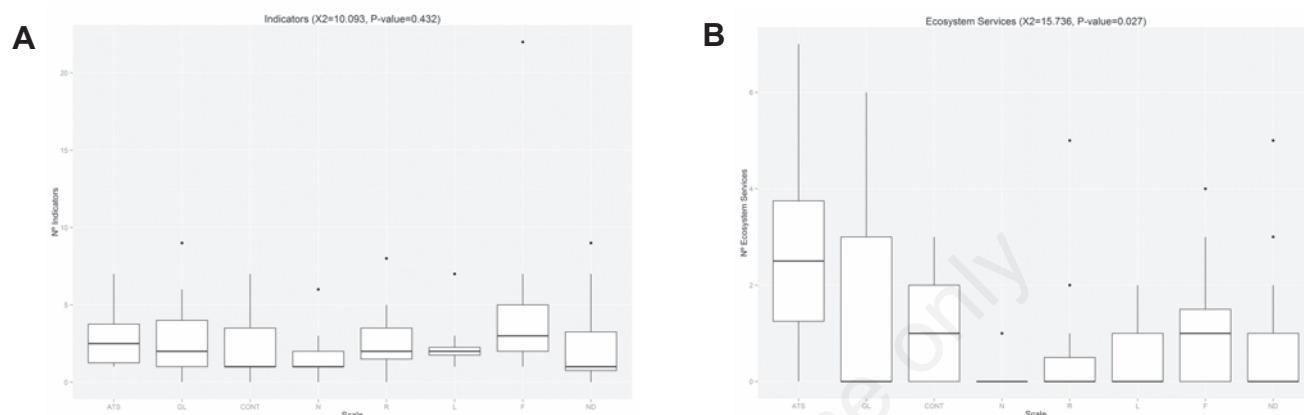 A
Indicators (X2=10.093, P-value=0.432)
Nº Indicators
20
15
10
5
0
ATS GL CONT N R L F ND
Scale
B
Ecosystem Services (X2=15.736, P-value=0.027)
Nº Ecosystem Services
6
4
2
0
ATS GL CONT N R L F ND
Scale
only